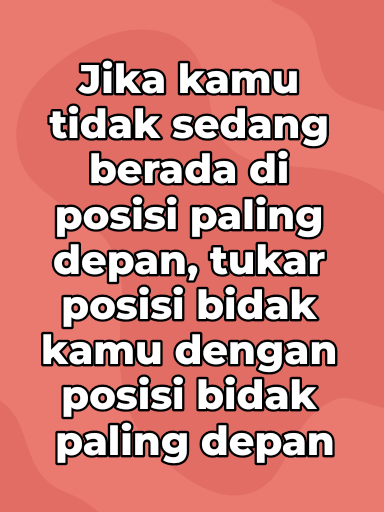 Jika kamu
tidak sedang
berada di
posisi paling
depan, tukar
posisi bidak
kamu dengan
posisi bidak
paling depan